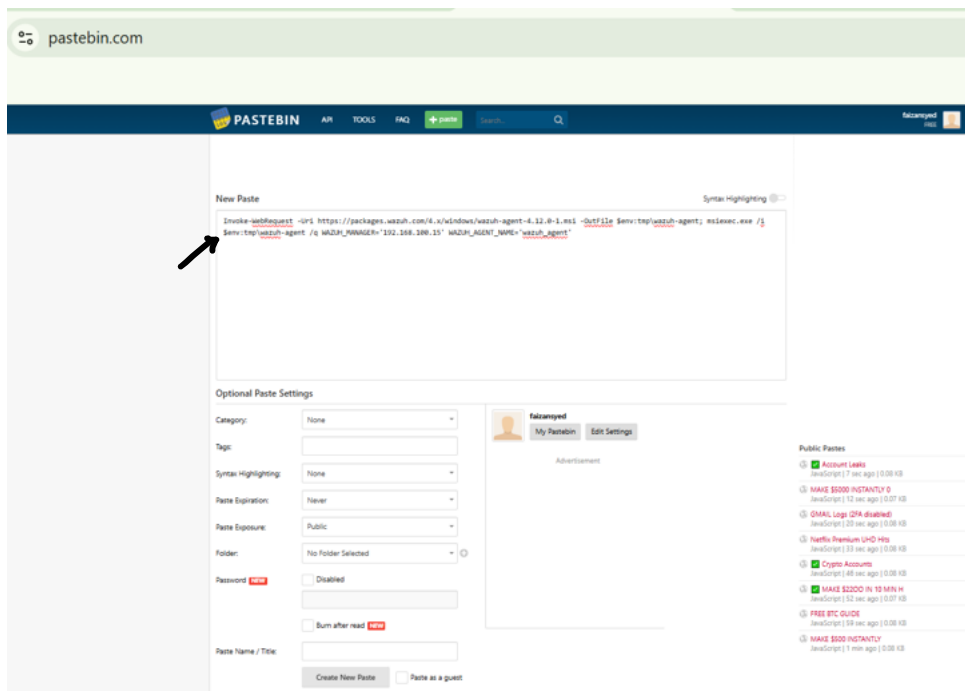 pastebin.com
PASTEBIN API TOOLS FAQ + paste Search... faizansyed
FREE
New Paste Syntax Highlighting
Invoke-WebRequest -Uri https://packages.wazuh.com/4.x/windows/wazuh-agent-4.12.0-1.msi -OutFile $env:tmp\wazuh-agent; msiexec.exe /i
$env:tmp\wazuh-agent /q WAZUH_MANAGER='192.168.100.15' WAZUH_AGENT_NAME='wazuh_agent'
Optional Paste Settings
Category: None
Tags:
Syntax Highlighting: None
Paste Expiration: Never
Paste Exposure: Public
Folder: No Folder Selected
Password NEW Disabled
Burn after read NEW
Paste Name / Title:
Create New Paste Paste as a guest
faizansyed
My Pastebin Edit Settings
Advertisement
Public Pastes
Account Leaks
JavaScript | 7 sec ago | 0.08 KB
MAKE $5000 INSTANTLY 0
JavaScript | 12 sec ago | 0.07 KB
GMAIL Logs (2FA disabled)
JavaScript | 20 sec ago | 0.08 KB
Netflix Premium UHD Hits
JavaScript | 33 sec ago | 0.08 KB
Crypto Accounts
JavaScript | 46 sec ago | 0.08 KB
MAKE $2200 IN 10 MIN H
JavaScript | 52 sec ago | 0.07 KB
FREE BTC GUIDE
JavaScript | 59 sec ago | 0.08 KB
MAKE $500 INSTANTLY
JavaScript | 1 min ago | 0.08 KB